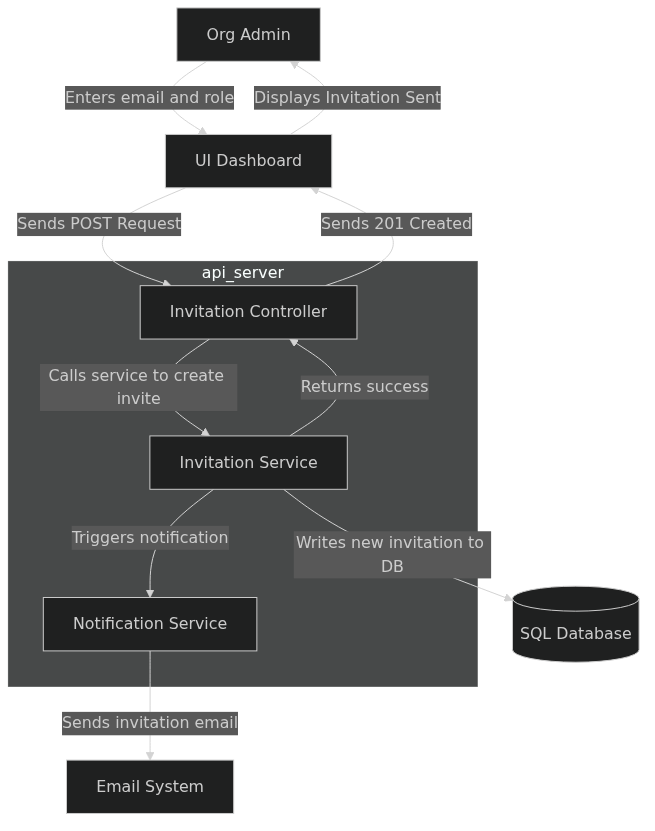 Org Admin
Enters email and role
Displays Invitation Sent
UI Dashboard
Sends POST Request
Sends 201 Created
api_server
Invitation Controller
Calls service to create
invite
Returns success
Invitation Service
Triggers notification
Writes new invitation to
DB
Notification Service
SQL Database
Sends invitation email
Email System